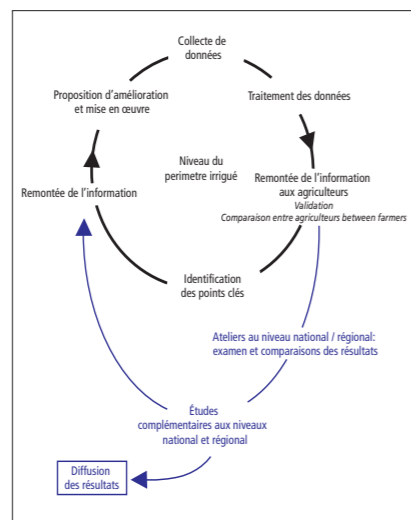 Collecte de
données
Proposition d'amélioration
et mise en œuvre
Traitement des données
Niveau du
perimetre irrigué
Remontée de l'information
Remontée de l'information
aux agriculteurs
Validation
Comparaison entre agriculteurs between farmers
Identification
des points clés
Ateliers au niveau national / régional:
examen et comparaisons des résultats
Études
complémentaires aux niveaux
national et régional
Diffusion
des résultats